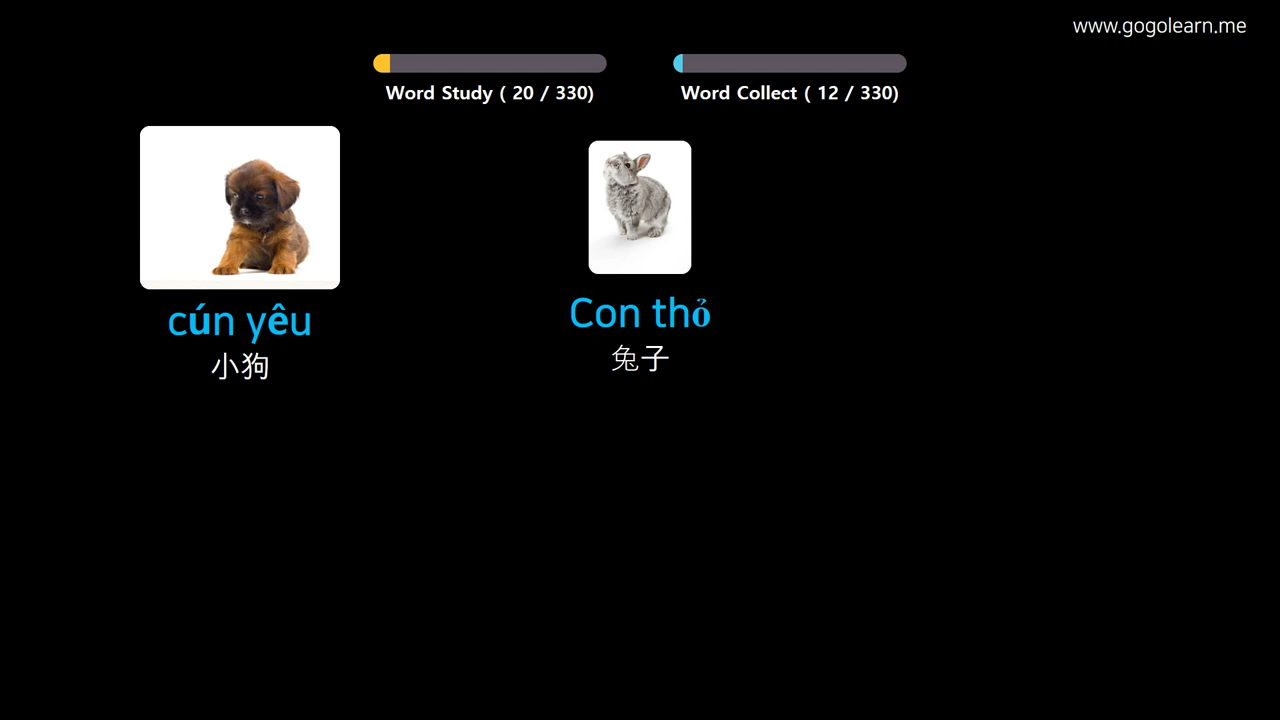 www.gogolearn.me
Word Study ( 20 / 330)
Word Collect ( 12 / 330)
cún yêu
小狗
Con thỏ
兔子